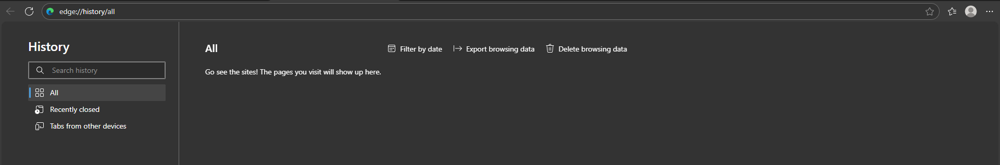 edge://history/all
History
Search history
All
Recently closed
Tabs from other devices
All
Filter by date
Export browsing data
Delete browsing data
Go see the sites! The pages you visit will show up here.